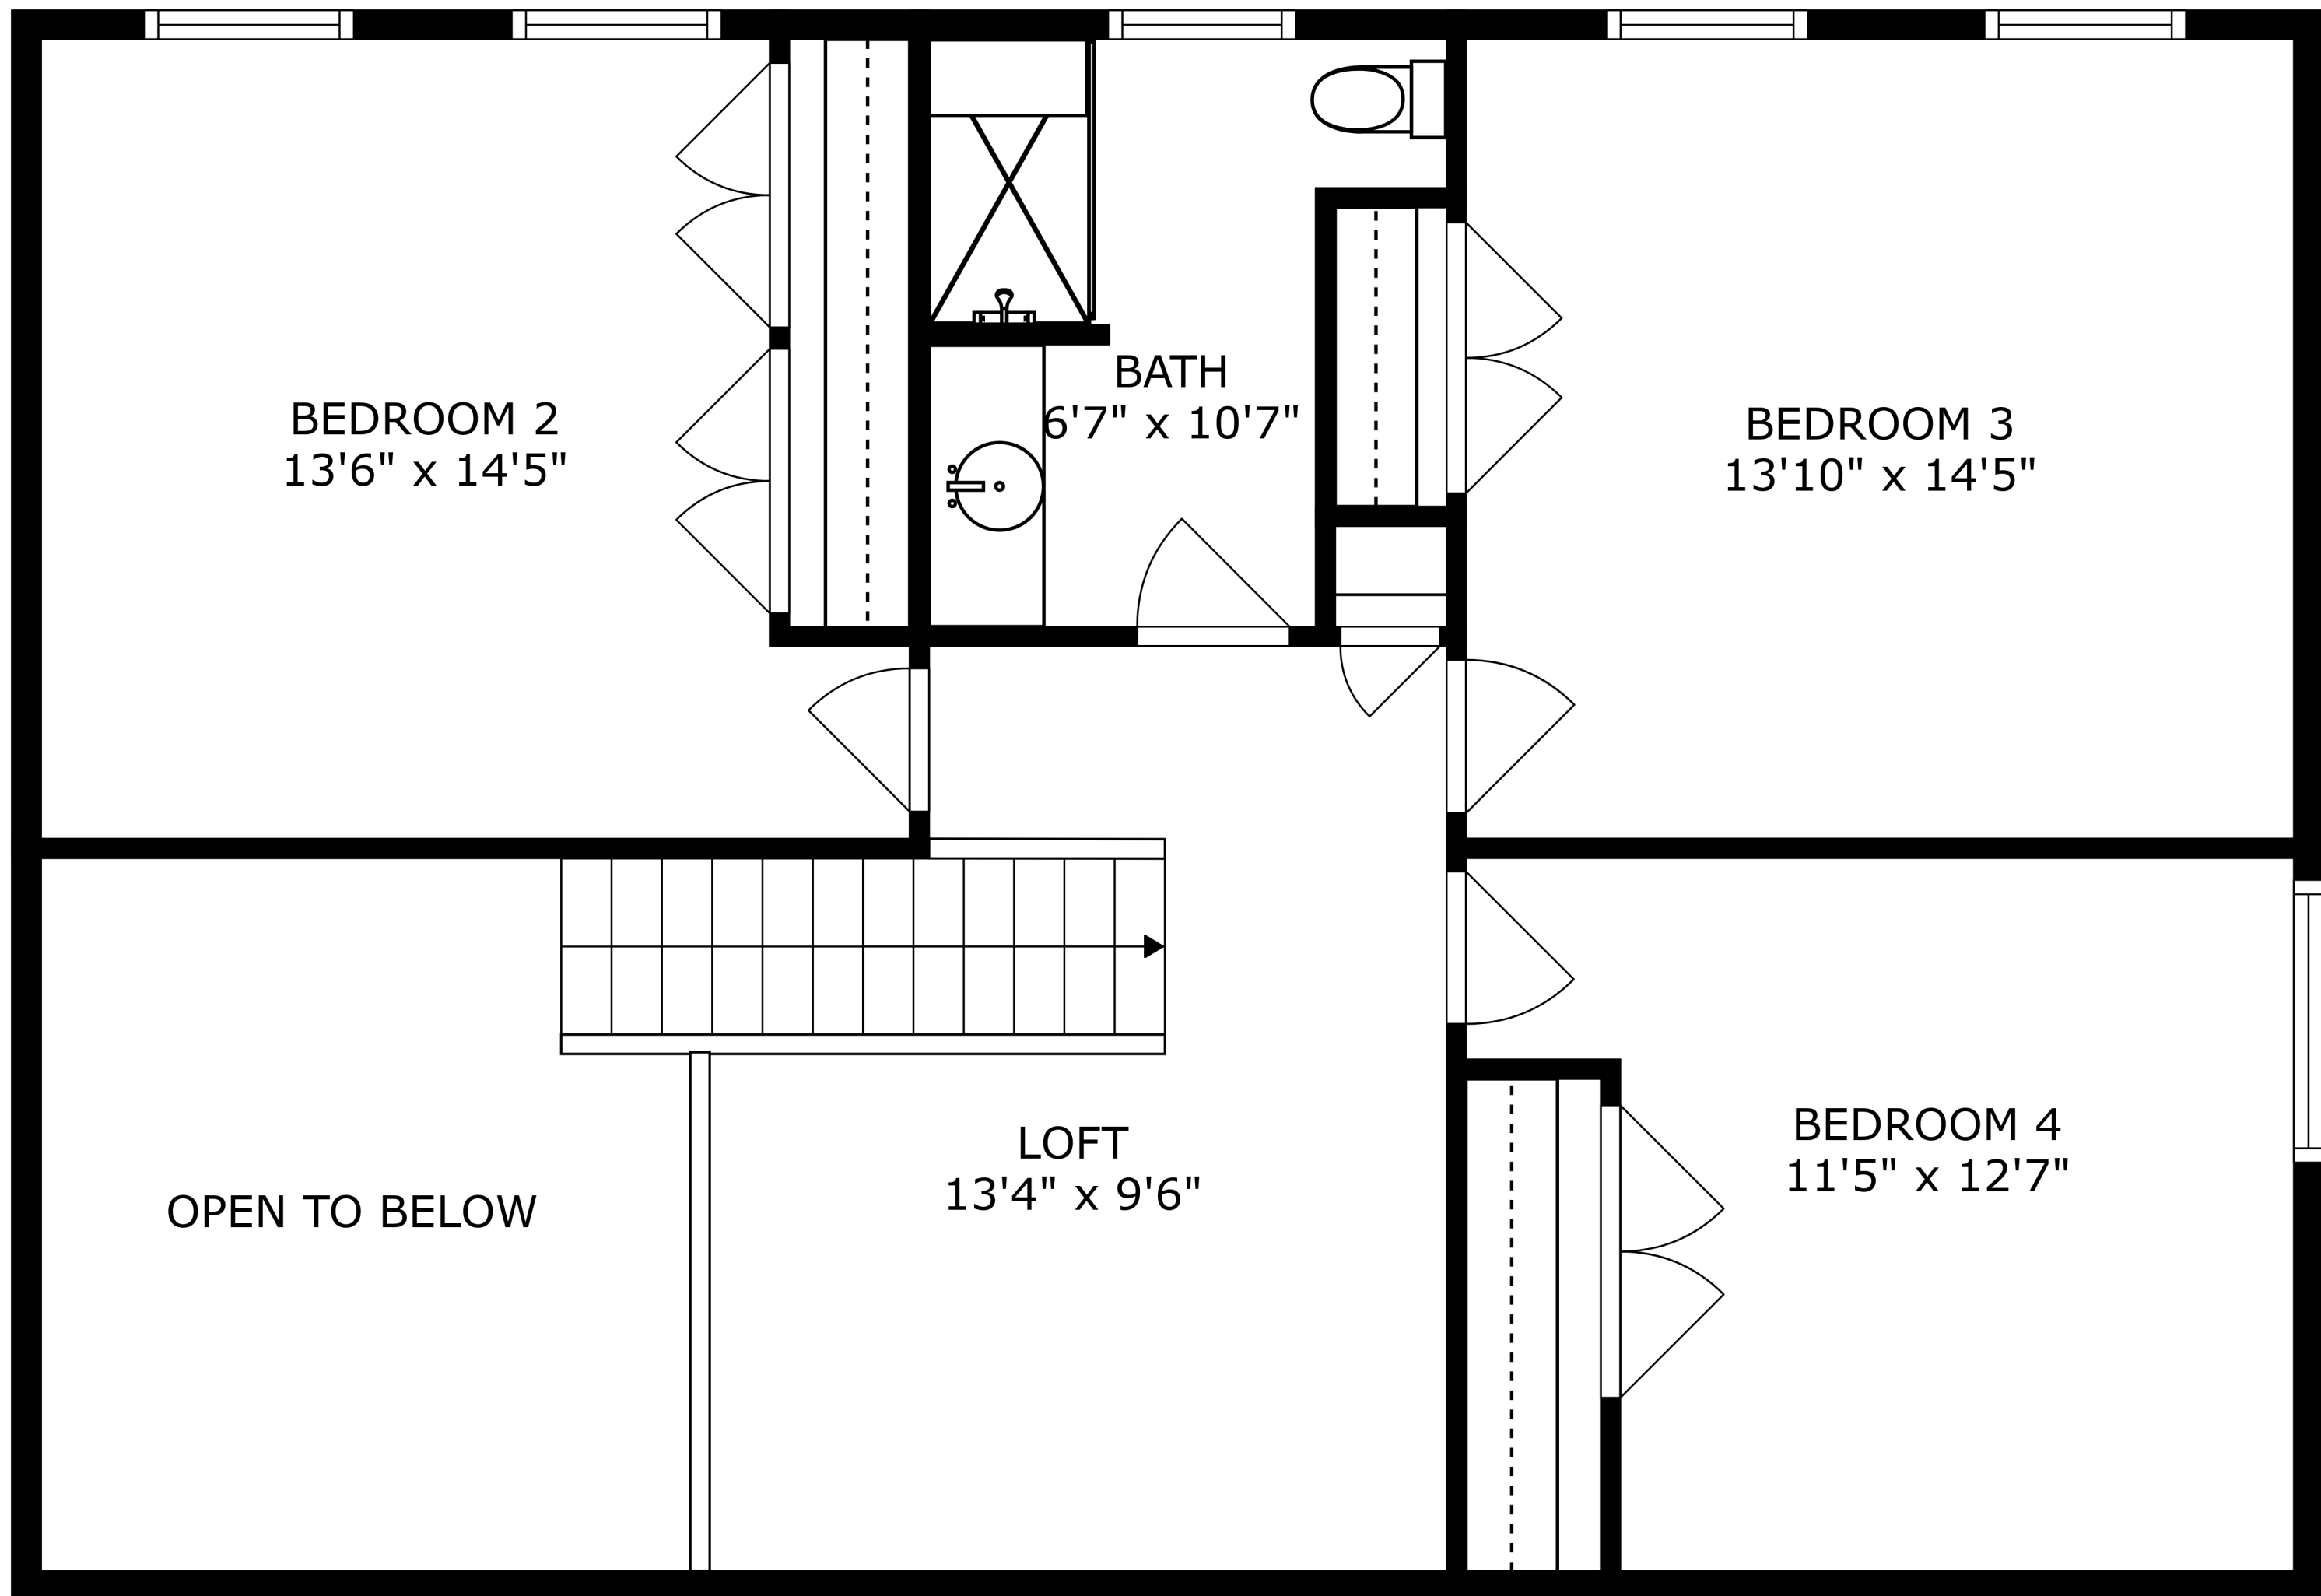 BEDROOM 2
13'6" x 14'5"
BATH
6'7" x 10'7"
BEDROOM 3
13'10" x 14'5"
LOFT
13'4" x 9'6"
OPEN TO BELOW
BEDROOM 4
11'5" x 12'7"